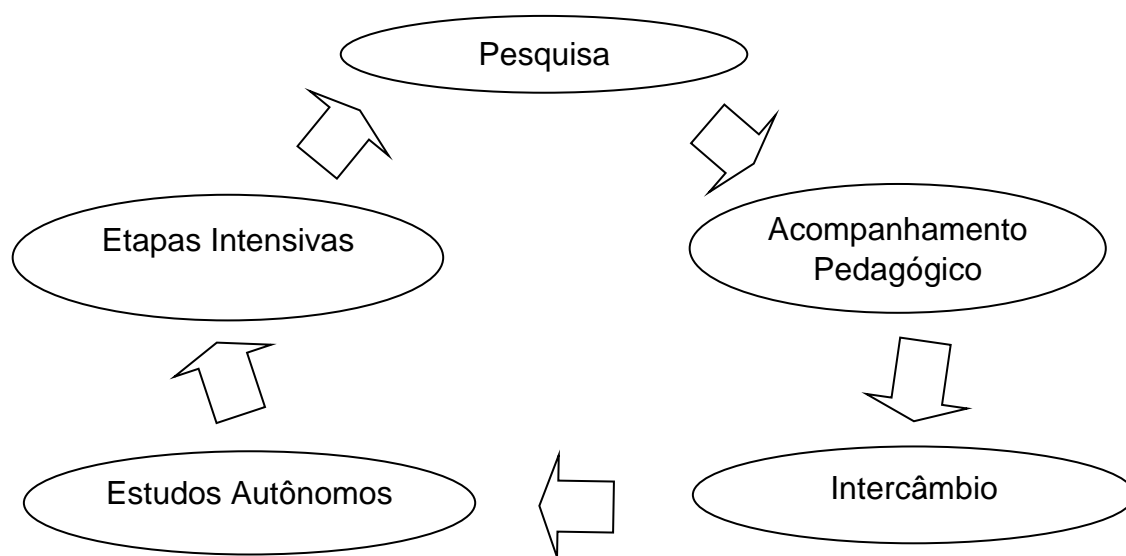 Pesquisa
Etapas Intensivas
Acompanhamento
Pedagógico
Estudos Autônomos
Intercâmbio